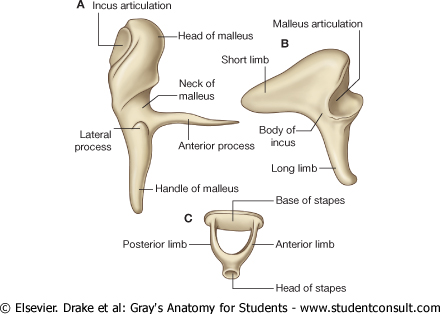 A
Incus articulation
Head of malleus
Neck of
malleus
Lateral
process
Anterior process
Handle of malleus
B
Malleus articulation
Short limb
Body of
incus
Long limb
C
Base of stapes
Posterior limb
Anterior limb
Head of stapes
© Elsevier. Drake et al: Gray's Anatomy for Students - www.studentconsult.com